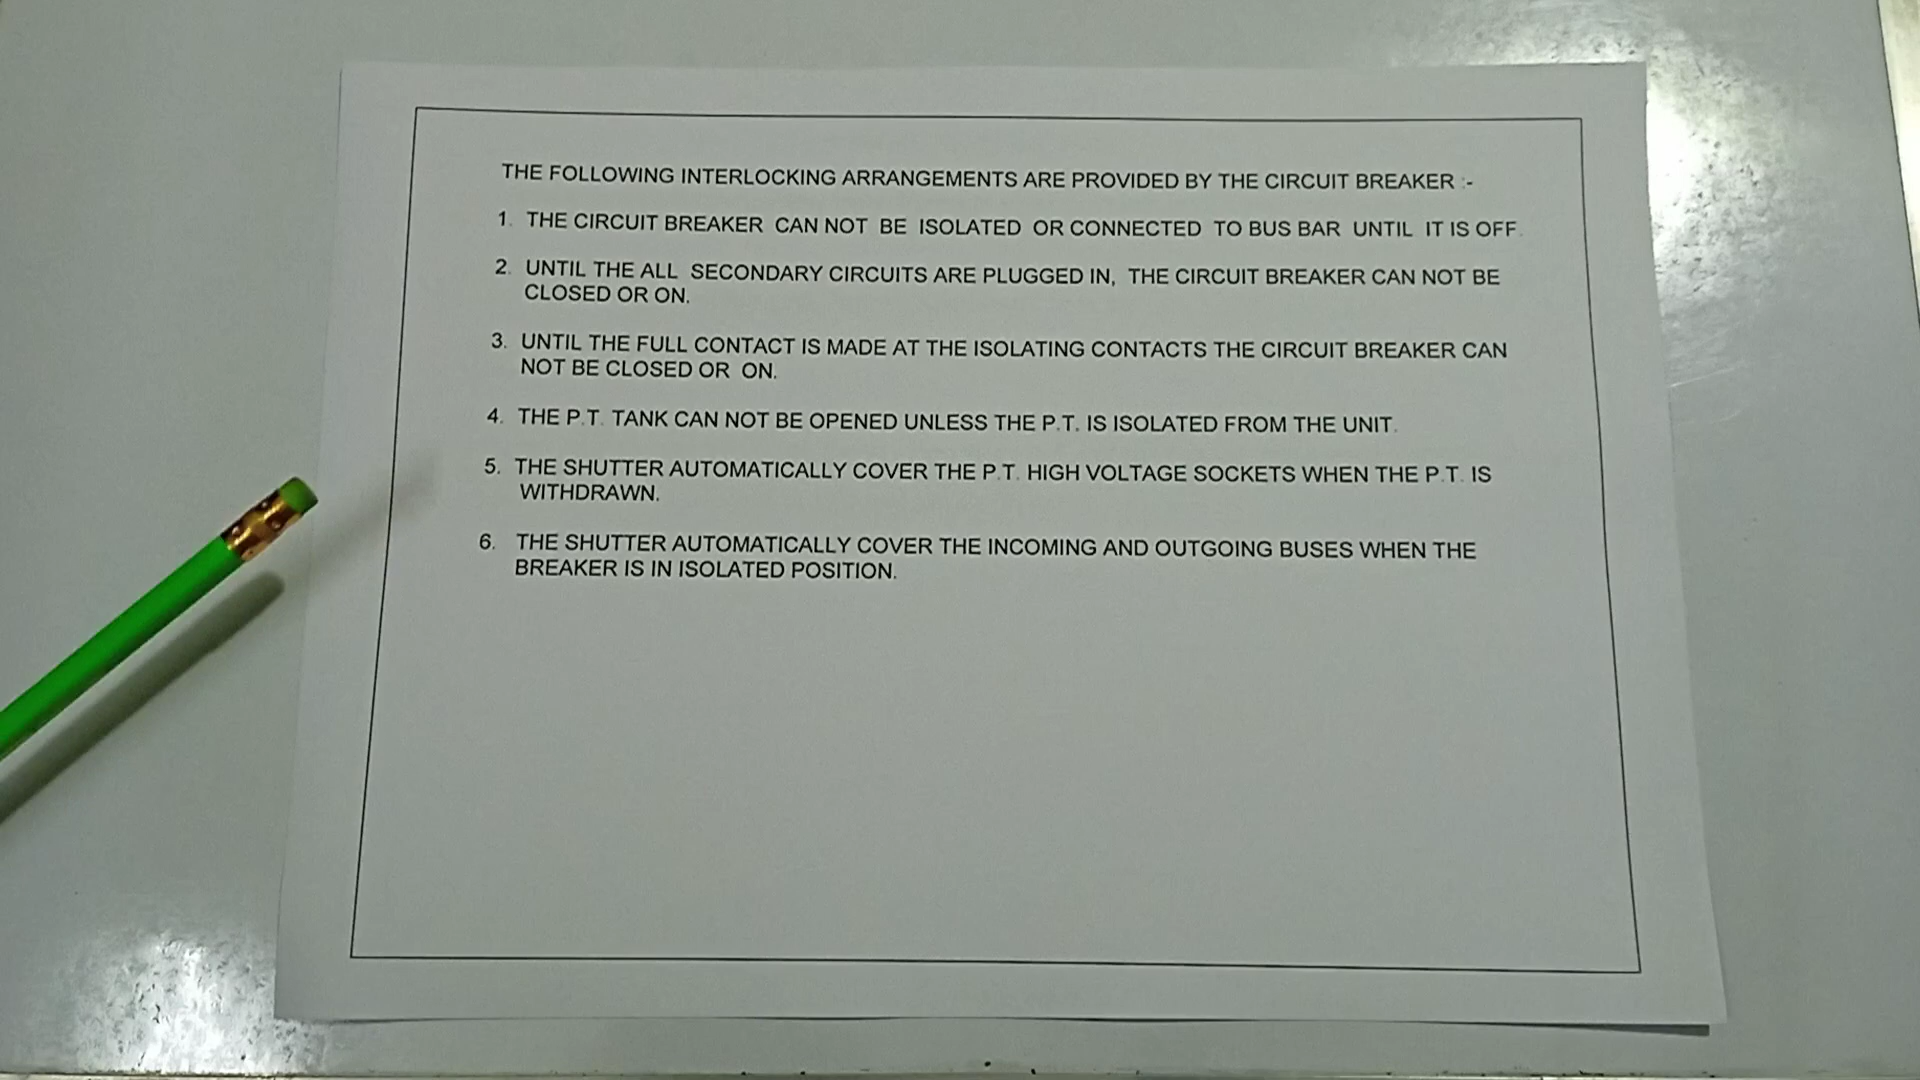 THE FOLLOWING INTERLOCKING ARRANGEMENTS ARE PROVIDED BY THE CIRCUIT BREAKER :-
1. THE CIRCUIT BREAKER CAN NOT BE ISOLATED OR CONNECTED TO BUS BAR UNTIL IT IS OFF.
2. UNTIL THE ALL SECONDARY CIRCUITS ARE PLUGGED IN, THE CIRCUIT BREAKER CAN NOT BE
CLOSED OR ON.
3. UNTIL THE FULL CONTACT IS MADE AT THE ISOLATING CONTACTS THE CIRCUIT BREAKER CAN
NOT BE CLOSED OR ON.
4. THE P.T. TANK CAN NOT BE OPENED UNLESS THE P.T. IS ISOLATED FROM THE UNIT.
5. THE SHUTTER AUTOMATICALLY COVER THE P.T. HIGH VOLTAGE SOCKETS WHEN THE P.T. IS
WITHDRAWN.
6. THE SHUTTER AUTOMATICALLY COVER THE INCOMING AND OUTGOING BUSES WHEN THE
BREAKER IS IN ISOLATED POSITION.